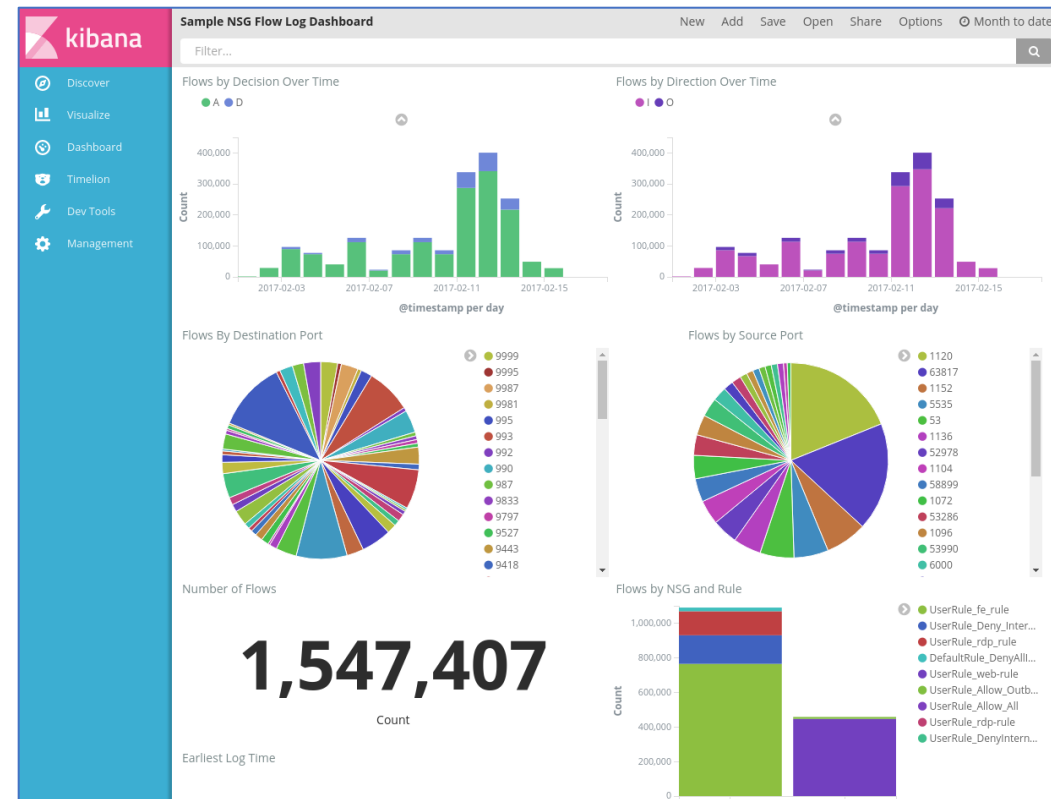 kibana
Discover
Visualize
Dashboard
Timelion
Dev Tools
Management
Sample NSG Flow Log Dashboard
New Add Save Open Share Options Month to date
Filter...
Flows by Decision Over Time
A D
400,000
300,000
200,000
100,000
0
Count
2017-02-03 2017-02-07 2017-02-11 2017-02-15
@timestamp per day
Flows by Direction Over Time
I O
400,000
300,000
200,000
100,000
0
Count
2017-02-03 2017-02-07 2017-02-11 2017-02-15
@timestamp per day
Flows By Destination Port
9999
9995
9987
9981
995
993
992
990
987
9833
9797
9527
9443
9418
Flows by Source Port
1120
63817
1152
5535
53
1136
52978
1104
58899
1072
53286
1096
53990
6000
Number of Flows
1,547,407
Count
Flows by NSG and Rule
1,000,000
800,000
600,000
400,000
200,000
0
Count
UserRule_fe_rule
UserRule_Deny_Inter...
UserRule_rdp_rule
DefaultRule_DenyAllI...
UserRule_web-rule
UserRule_Allow_Outb...
UserRule_Allow_All
UserRule_rdp-rule
UserRule_DenyIntern...
Earliest Log Time